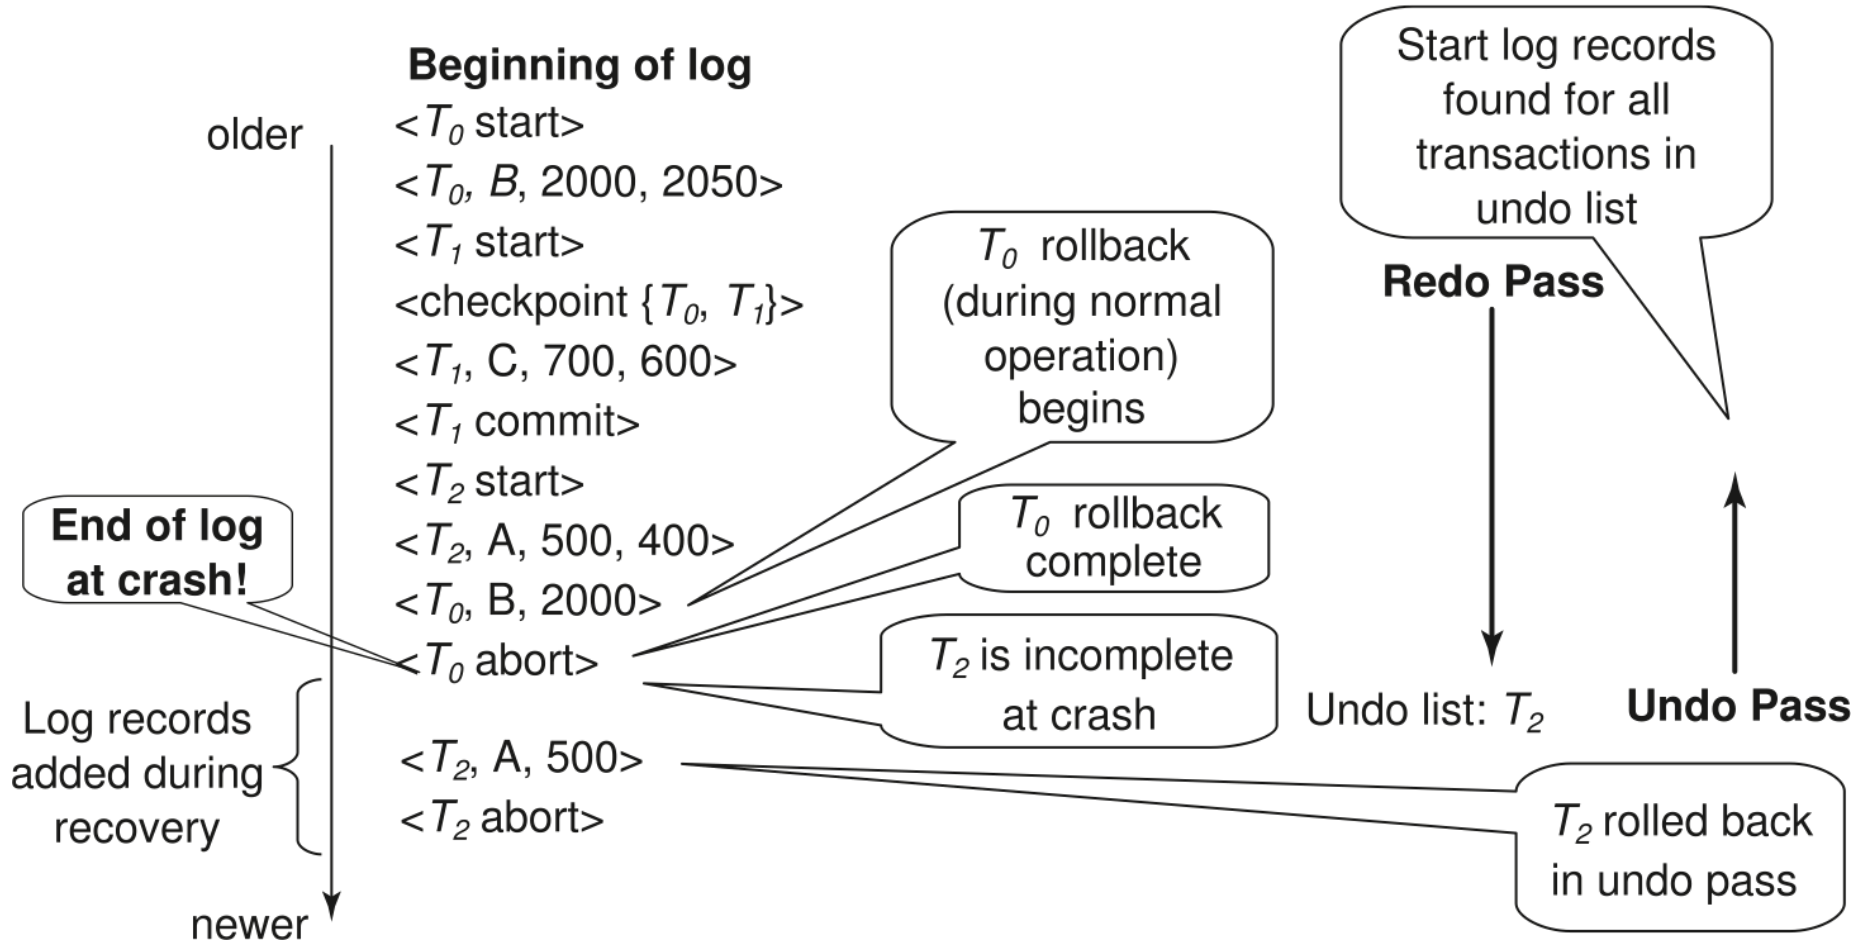 Beginning of log
older
<T0 start>
<T0, B, 2000, 2050>
<T1 start>
<checkpoint {T0, T1}>
<T1, C, 700, 600>
<T1 commit>
<T2 start>
<T2, A, 500, 400>
<T0, B, 2000>
<T0 abort>
<T2, A, 500>
<T2 abort>
newer
End of log
at crash!
Log records
added during
recovery
T0 rollback
(during normal
operation)
begins
T0 rollback
complete
T2 is incomplete
at crash
Start log records
found for all
transactions in
undo list
Redo Pass
Undo list: T2
Undo Pass
T2 rolled back
in undo pass